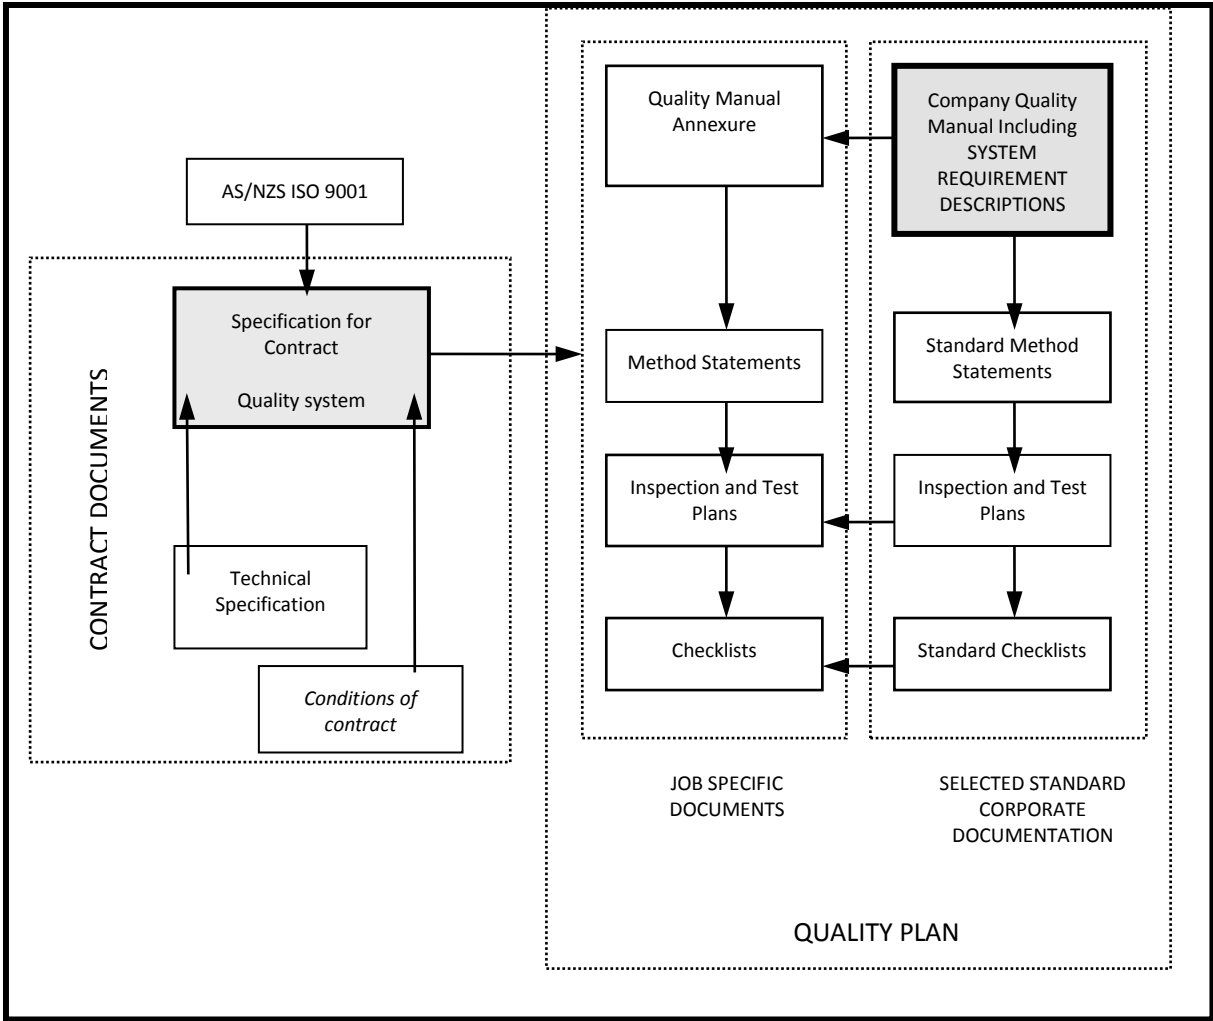 AS/NZS ISO 9001
CONTRACT DOCUMENTS
Specification for
Contract
Quality system
Technical
Specification
Conditions of
contract
Quality Manual
Annexure
Method Statements
Inspection and Test
Plans
Checklists
JOB SPECIFIC
DOCUMENTS
Company Quality
Manual Including
SYSTEM
REQUIREMENT
DESCRIPTIONS
Standard Method
Statements
Inspection and Test
Plans
Standard Checklists
SELECTED STANDARD
CORPORATE
DOCUMENTATION
QUALITY PLAN